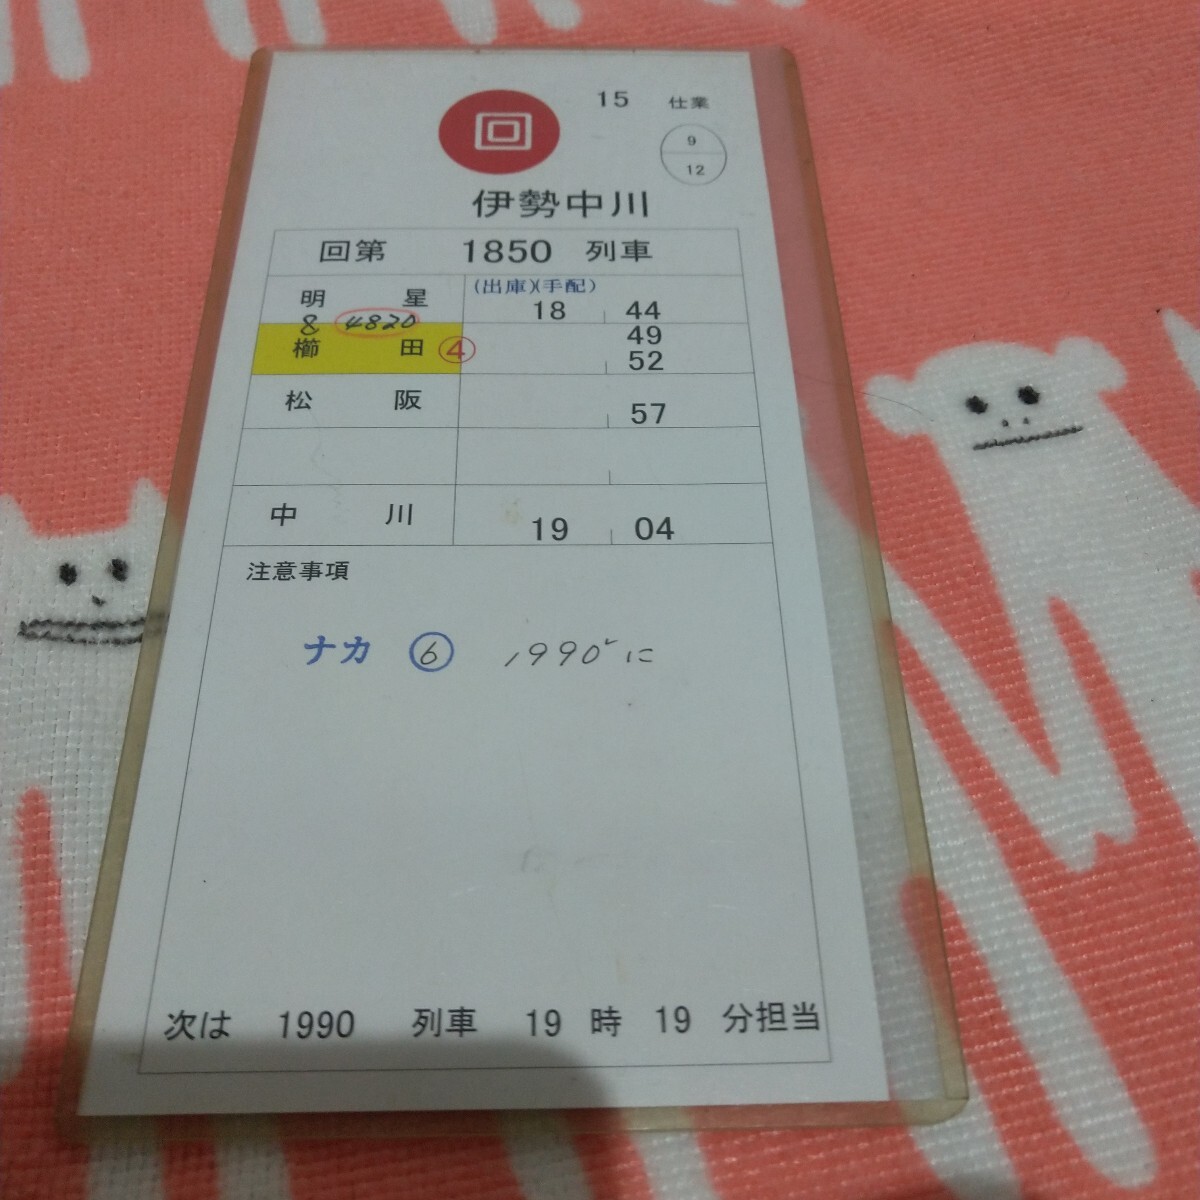 15 仕業
回
9
12
伊勢中川
回第 1850 列車
(出庫)(手配)
明星 18 44
8 4820
49
櫛田 ④
52
松阪 57
中川 19 04
注意事項
ナカ ⑥ 1990レに
次は 1990 列車 19 時 19 分担当